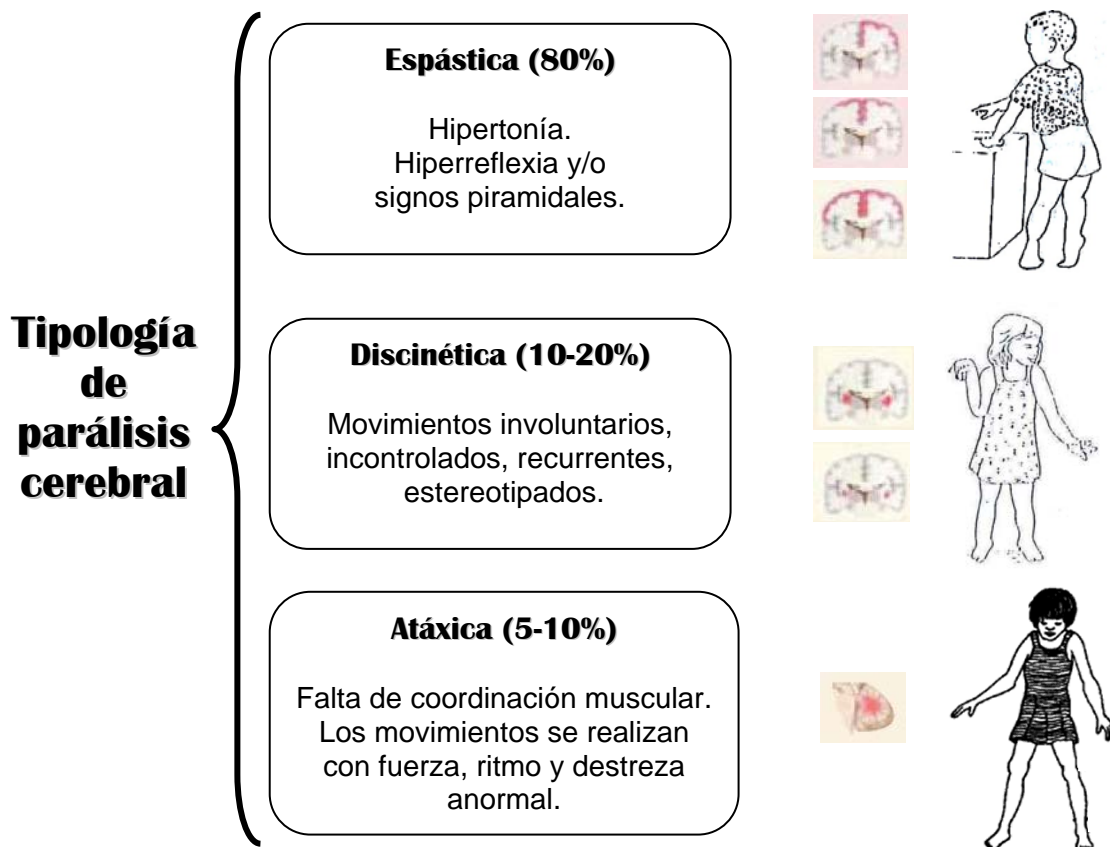 Tipología
de
parálisis
cerebral
Espástica (80%)
Hipertonía.
Hiperreflexia y/o
signos piramidales.
Discinética (10-20%)
Movimientos involuntarios,
incontrolados, recurrentes,
estereotipados.
Atáxica (5-10%)
Falta de coordinación muscular.
Los movimientos se realizan
con fuerza, ritmo y destreza
anormal.